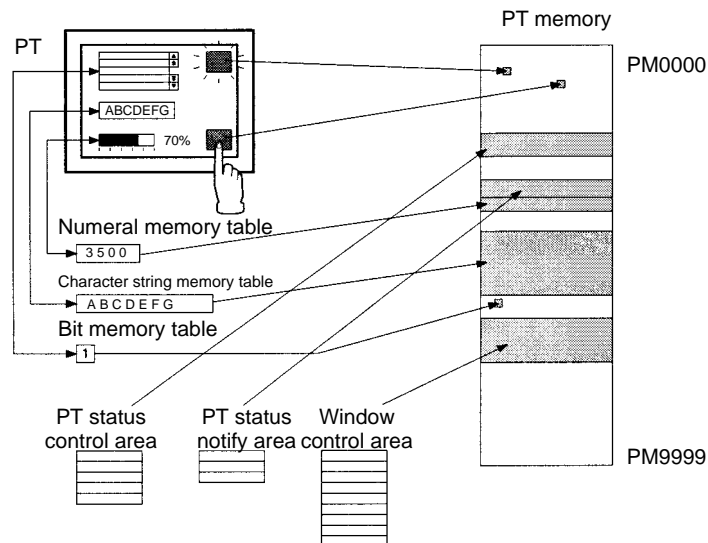 PT memory
PT
PM0000
ABCDEFG
70%
Numeral memory table
3500
Character string memory table
ABCDEFG
Bit memory table
1
PT status control area
PT status notify area
Window control area
PM9999